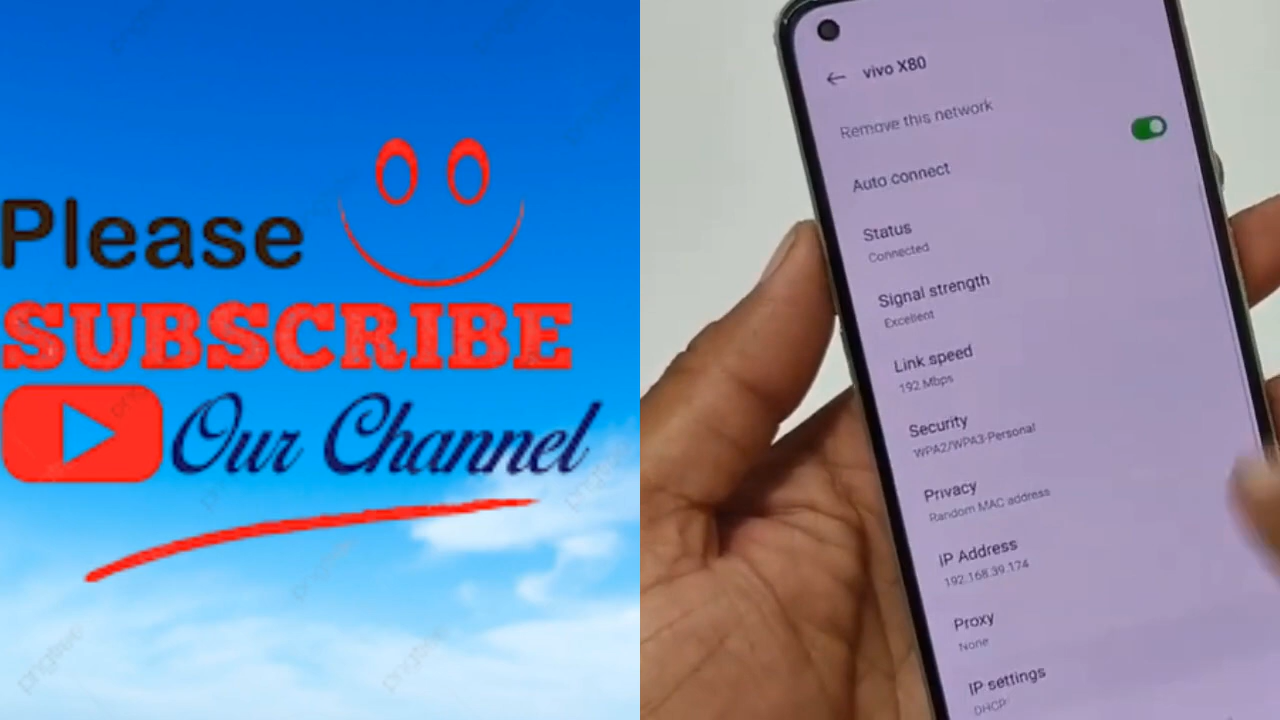 Please
SUBSCRIBE
Our Channel
vivo X80
Remove this network
Auto connect
Status
Connected
Signal strength
Excellent
Link speed
192 Mbps
Security
WPA2/WPA3-Personal
Privacy
Random MAC address
IP Address
192.168.39.174
Proxy
None
IP settings
DHCP